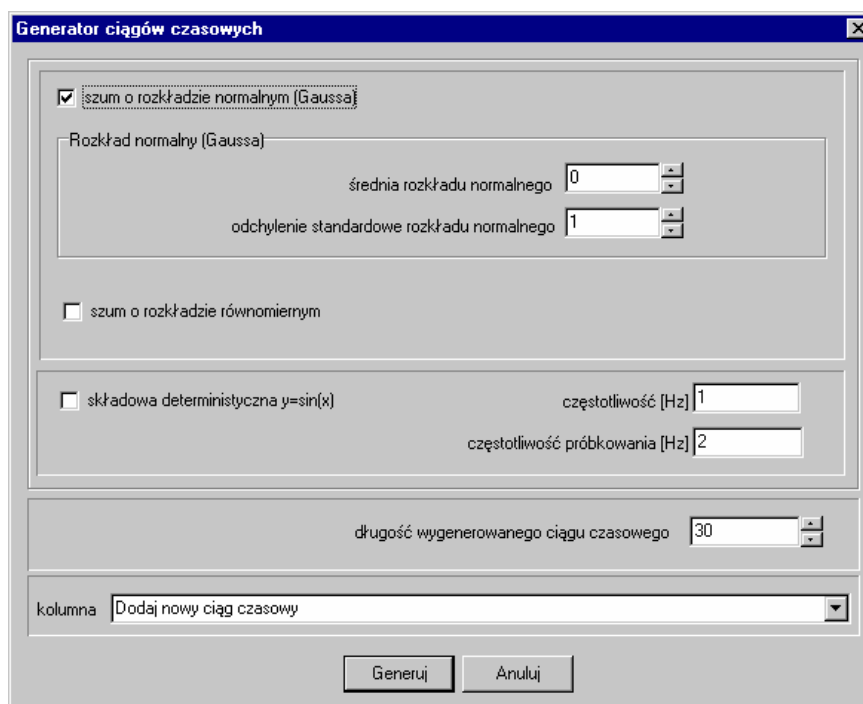 Generator ciągów czasowych
szum o rozkładzie normalnym (Gaussa)
Rozkład normalny (Gaussa)
średnia rozkładu normalnego 0
odchylenie standardowe rozkładu normalnego 1
szum o rozkładzie równomiernym
składowa deterministyczna y=sin(x) częstotliwość [Hz] 1
częstotliwość próbkowania [Hz] 2
długość wygenerowanego ciągu czasowego 30
kolumna Dodaj nowy ciąg czasowy
Generuj Anuluj